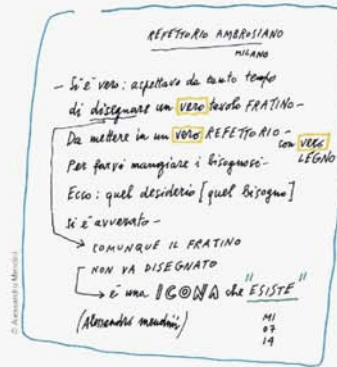 REFETTORIO AMBROSIANO
MILANO
– Sì è vero: aspettavo da tanto tempo
di disegnare un vero tavolo FRATINO –
Da mettere in un vero REFETTORIO –
con vero LEGNO
Per farvi mangiare i bisognosi –
Ecco: quel desiderio [quel bisogno]
si è avverato –
→ COMUNQUE IL FRATINO
NON VA DISEGNATO
→ è una ICONA che "ESISTE"
(Alessandro Mendini)
MI
07
14
© Alessandro Mendini